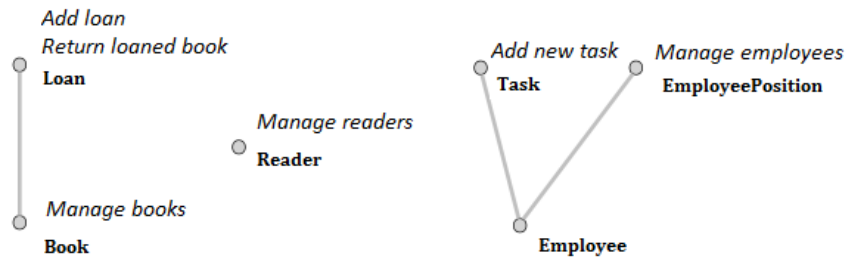 Add loan
Return loaned book
Loan
Manage readers
Reader
Manage books
Book
Add new task
Task
Manage employees
EmployeePosition
Employee